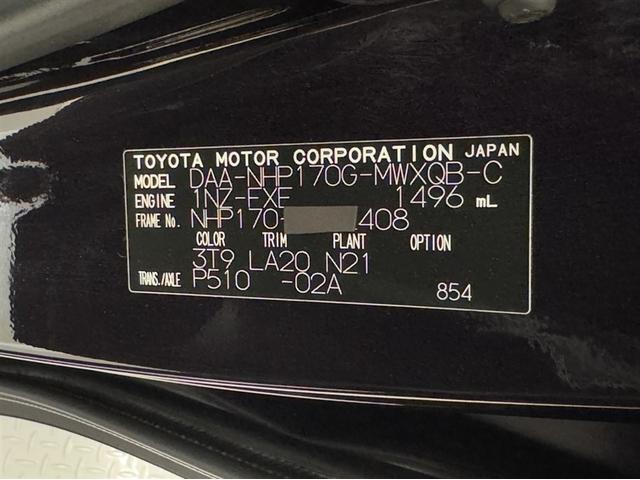 TOYOTA MOTOR CORPORATION JAPAN
MODEL DAA-NHP170G-MWXQB-C
ENGINE 1NZ-FXE 1496 mL
FRAME No. NHP170- 408
COLOR TRIM PLANT OPTION
3T9 LA20 N21
TRANS./AXLE P510 -02A
854